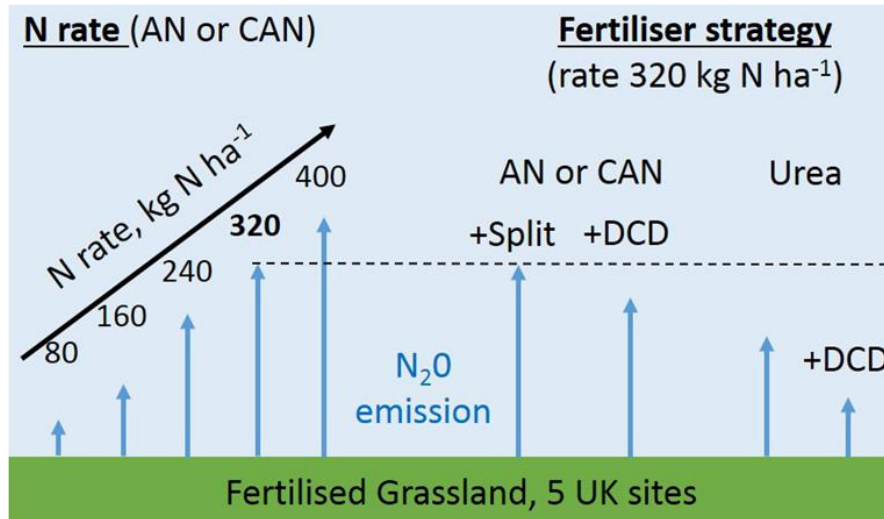 N rate (AN or CAN)
Fertiliser strategy
(rate 320 kg N ha⁻¹)
N rate, kg N ha⁻¹
80
160
240
320
400
AN or CAN
+Split +DCD
Urea
+DCD
N₂0
emission
Fertilised Grassland, 5 UK sites